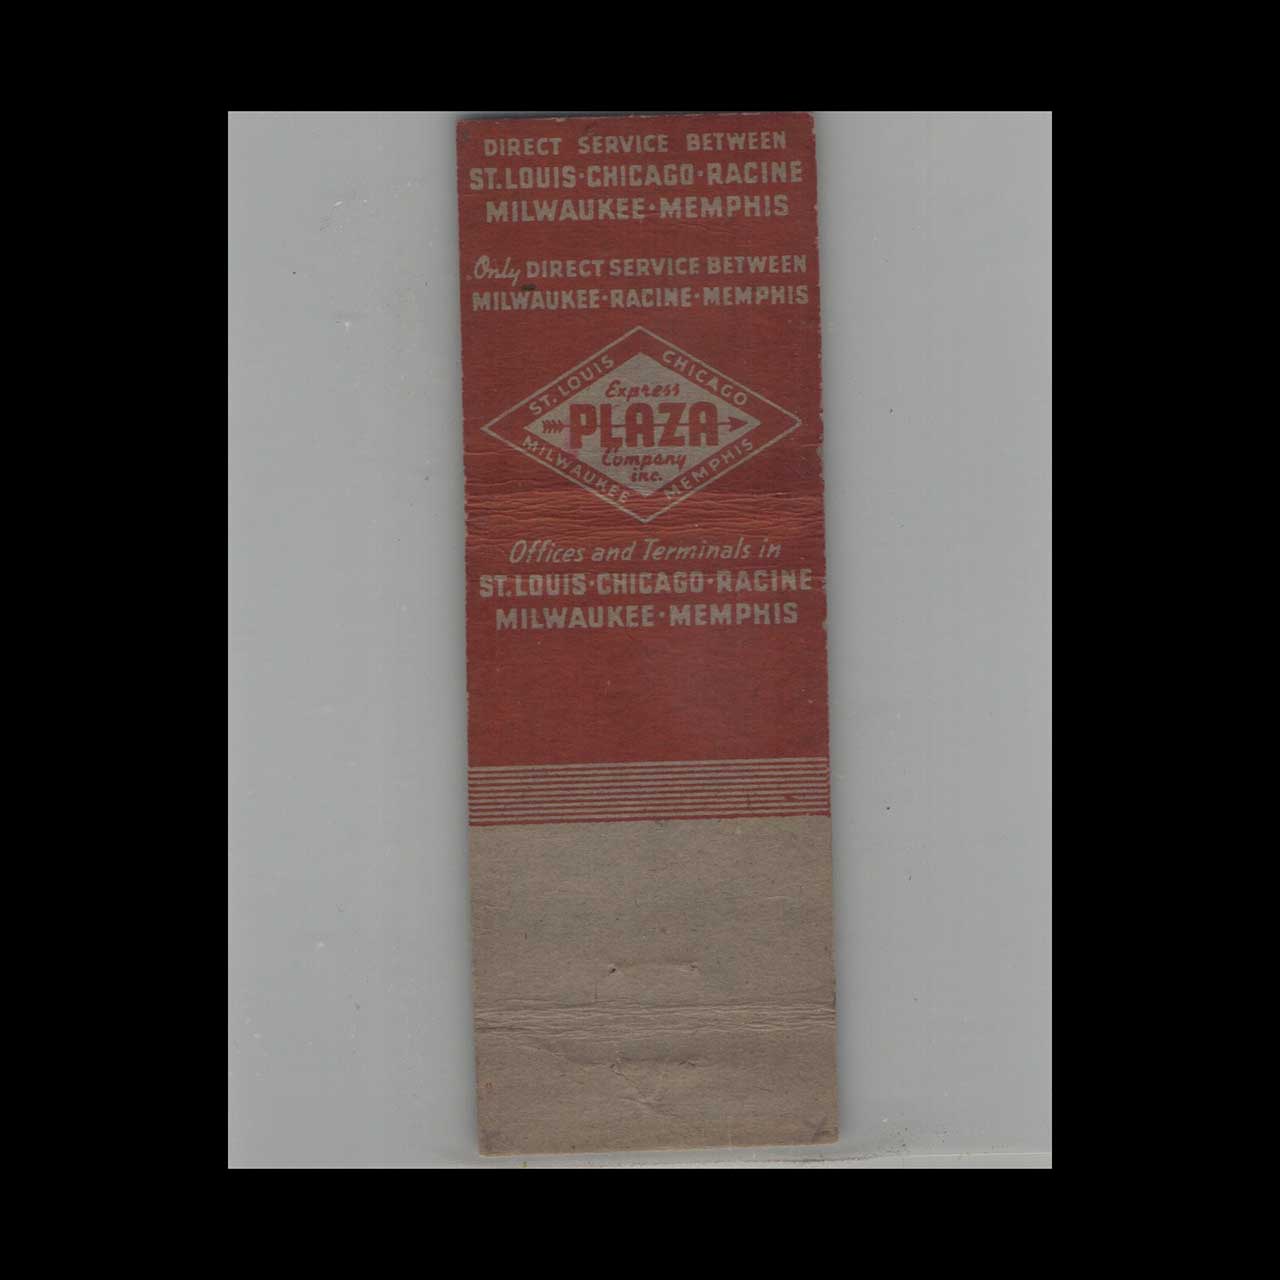 DIRECT SERVICE BETWEEN
ST.LOUIS·CHICAGO·RACINE
MILWAUKEE·MEMPHIS
Only DIRECT SERVICE BETWEEN
MILWAUKEE·RACINE·MEMPHIS
ST. LOUIS CHICAGO
Express
PLAZA
Company
inc.
MILWAUKEE MEMPHIS
Offices and Terminals in
ST.LOUIS·CHICAGO·RACINE
MILWAUKEE·MEMPHIS